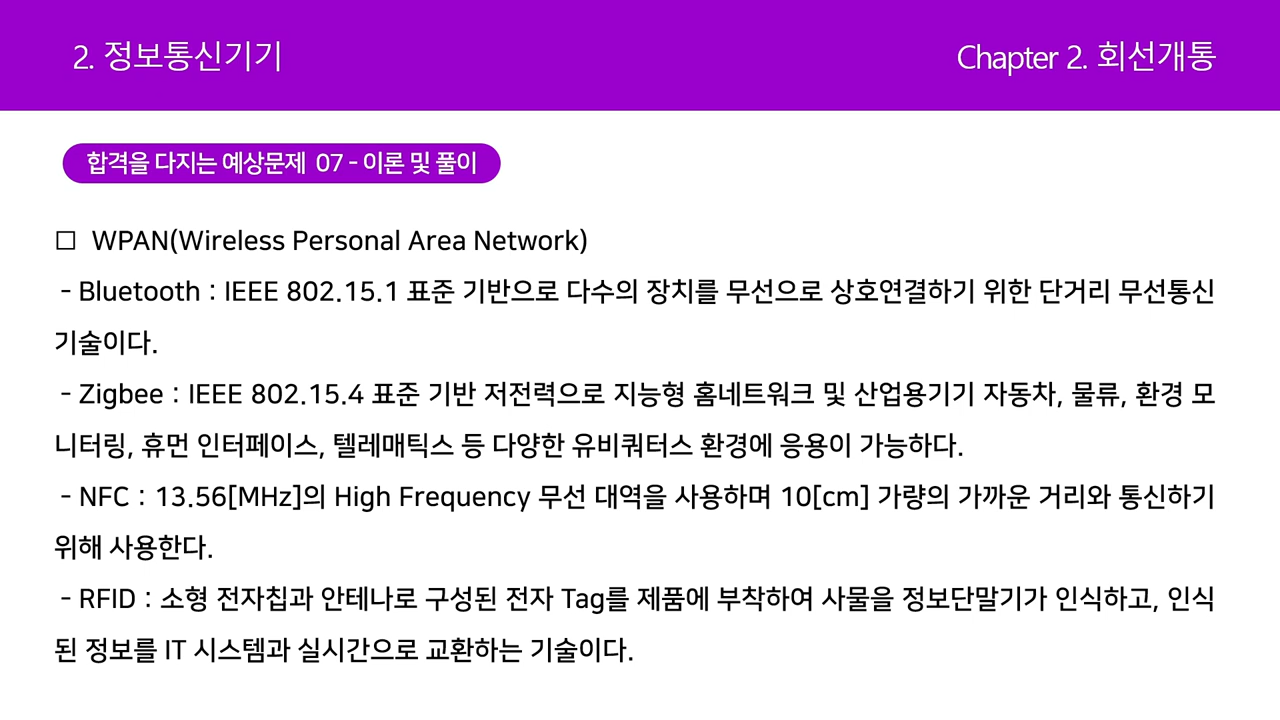 2. 정보통신기기
Chapter 2. 회선개통
합격을 다지는 예상문제 07 - 이론 및 풀이
□ WPAN(Wireless Personal Area Network)
- Bluetooth : IEEE 802.15.1 표준 기반으로 다수의 장치를 무선으로 상호연결하기 위한 단거리 무선통신
기술이다.
- Zigbee : IEEE 802.15.4 표준 기반 저전력으로 지능형 홈네트워크 및 산업용기기 자동차, 물류, 환경 모
니터링, 휴먼 인터페이스, 텔레매틱스 등 다양한 유비쿼터스 환경에 응용이 가능하다.
- NFC : 13.56[MHz]의 High Frequency 무선 대역을 사용하며 10[cm] 가량의 가까운 거리와 통신하기
위해 사용한다.
- RFID : 소형 전자칩과 안테나로 구성된 전자 Tag를 제품에 부착하여 사물을 정보단말기가 인식하고, 인식
된 정보를 IT 시스템과 실시간으로 교환하는 기술이다.